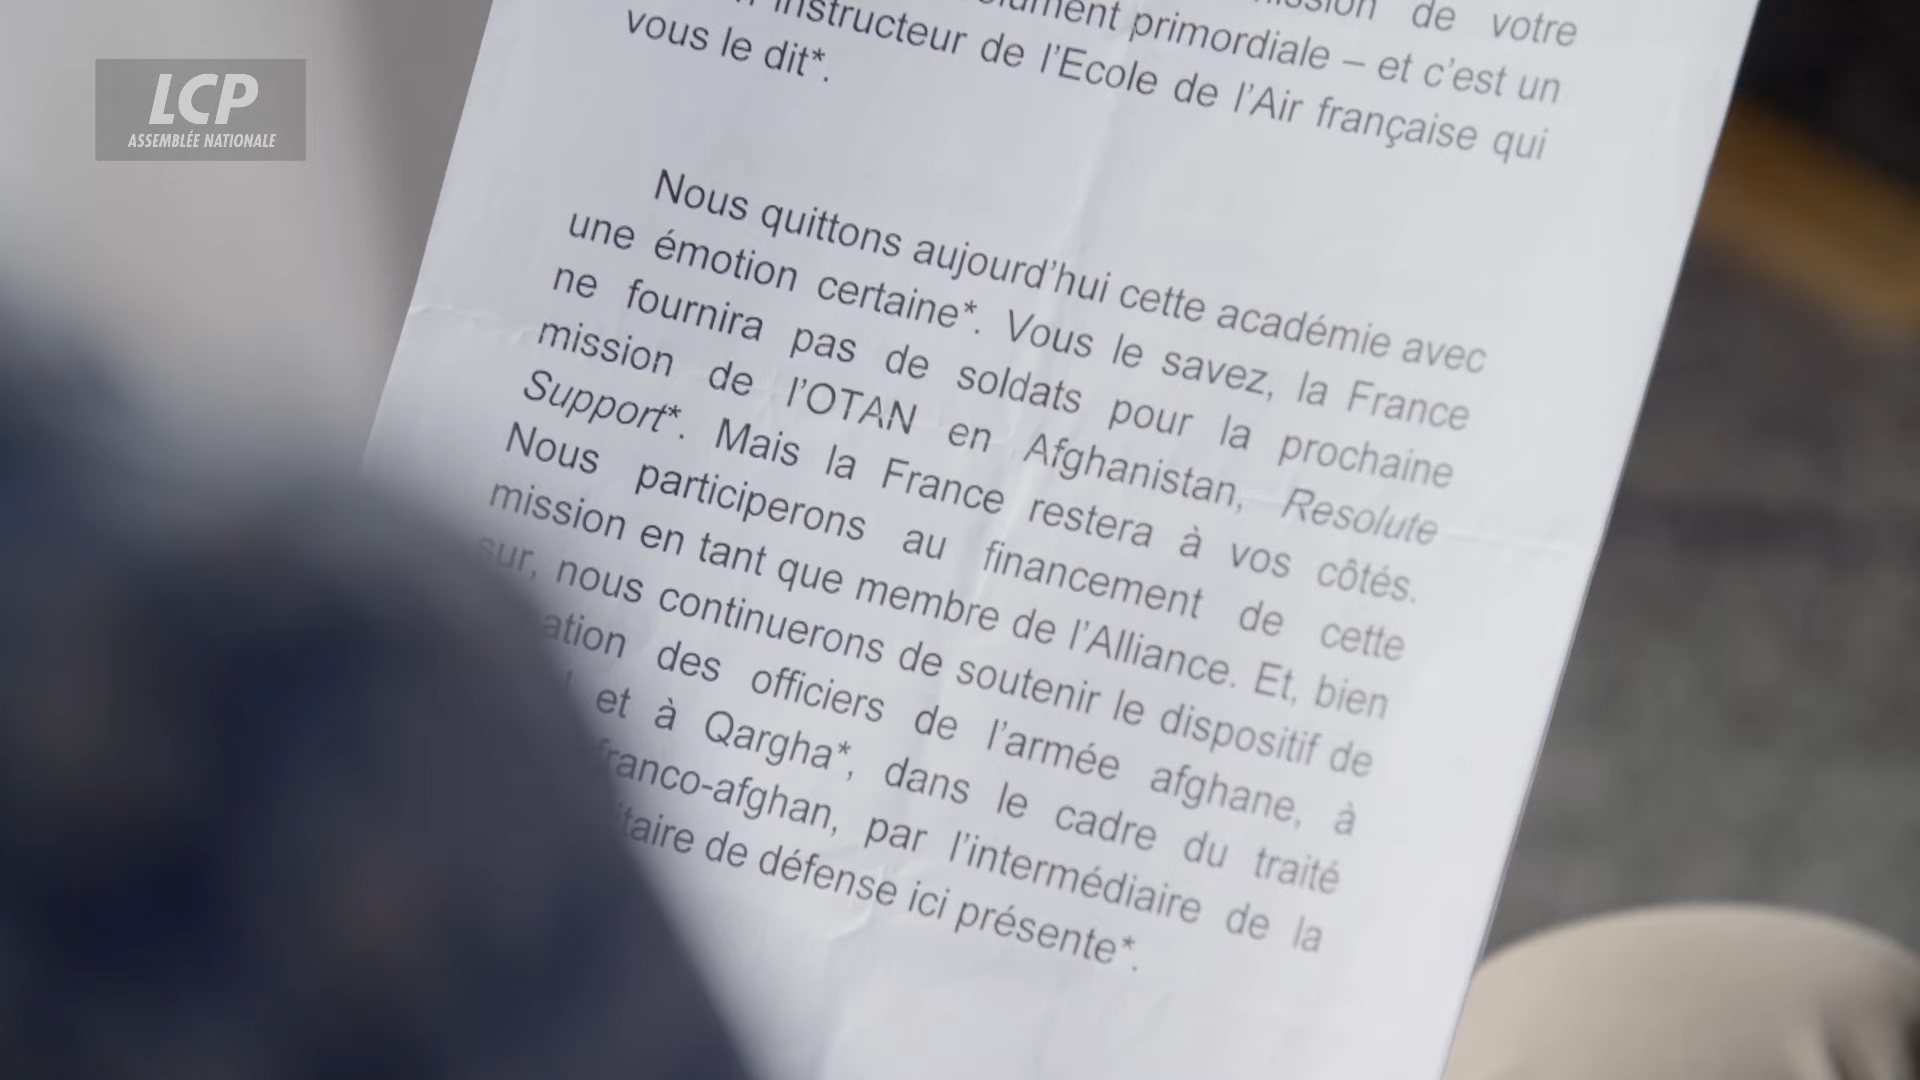 LCP
ASSEMBLÉE NATIONALE
de votre
primordiale – et c’est un
instructeur de l’Ecole de l’Air française qui
vous le dit*.
Nous quittons aujourd’hui cette académie avec
une émotion certaine*. Vous le savez, la France
ne fournira pas de soldats pour la prochaine
mission de l’OTAN en Afghanistan, Resolute
Support*. Mais la France restera à vos côtés.
Nous participerons au financement de cette
mission en tant que membre de l’Alliance. Et, bien
sur, nous continuerons de soutenir le dispositif de
des officiers de l’armée afghane, à
et à Qargha*, dans le cadre du traité
franco-afghan, par l’intermédiaire de la
de défense ici présente*.